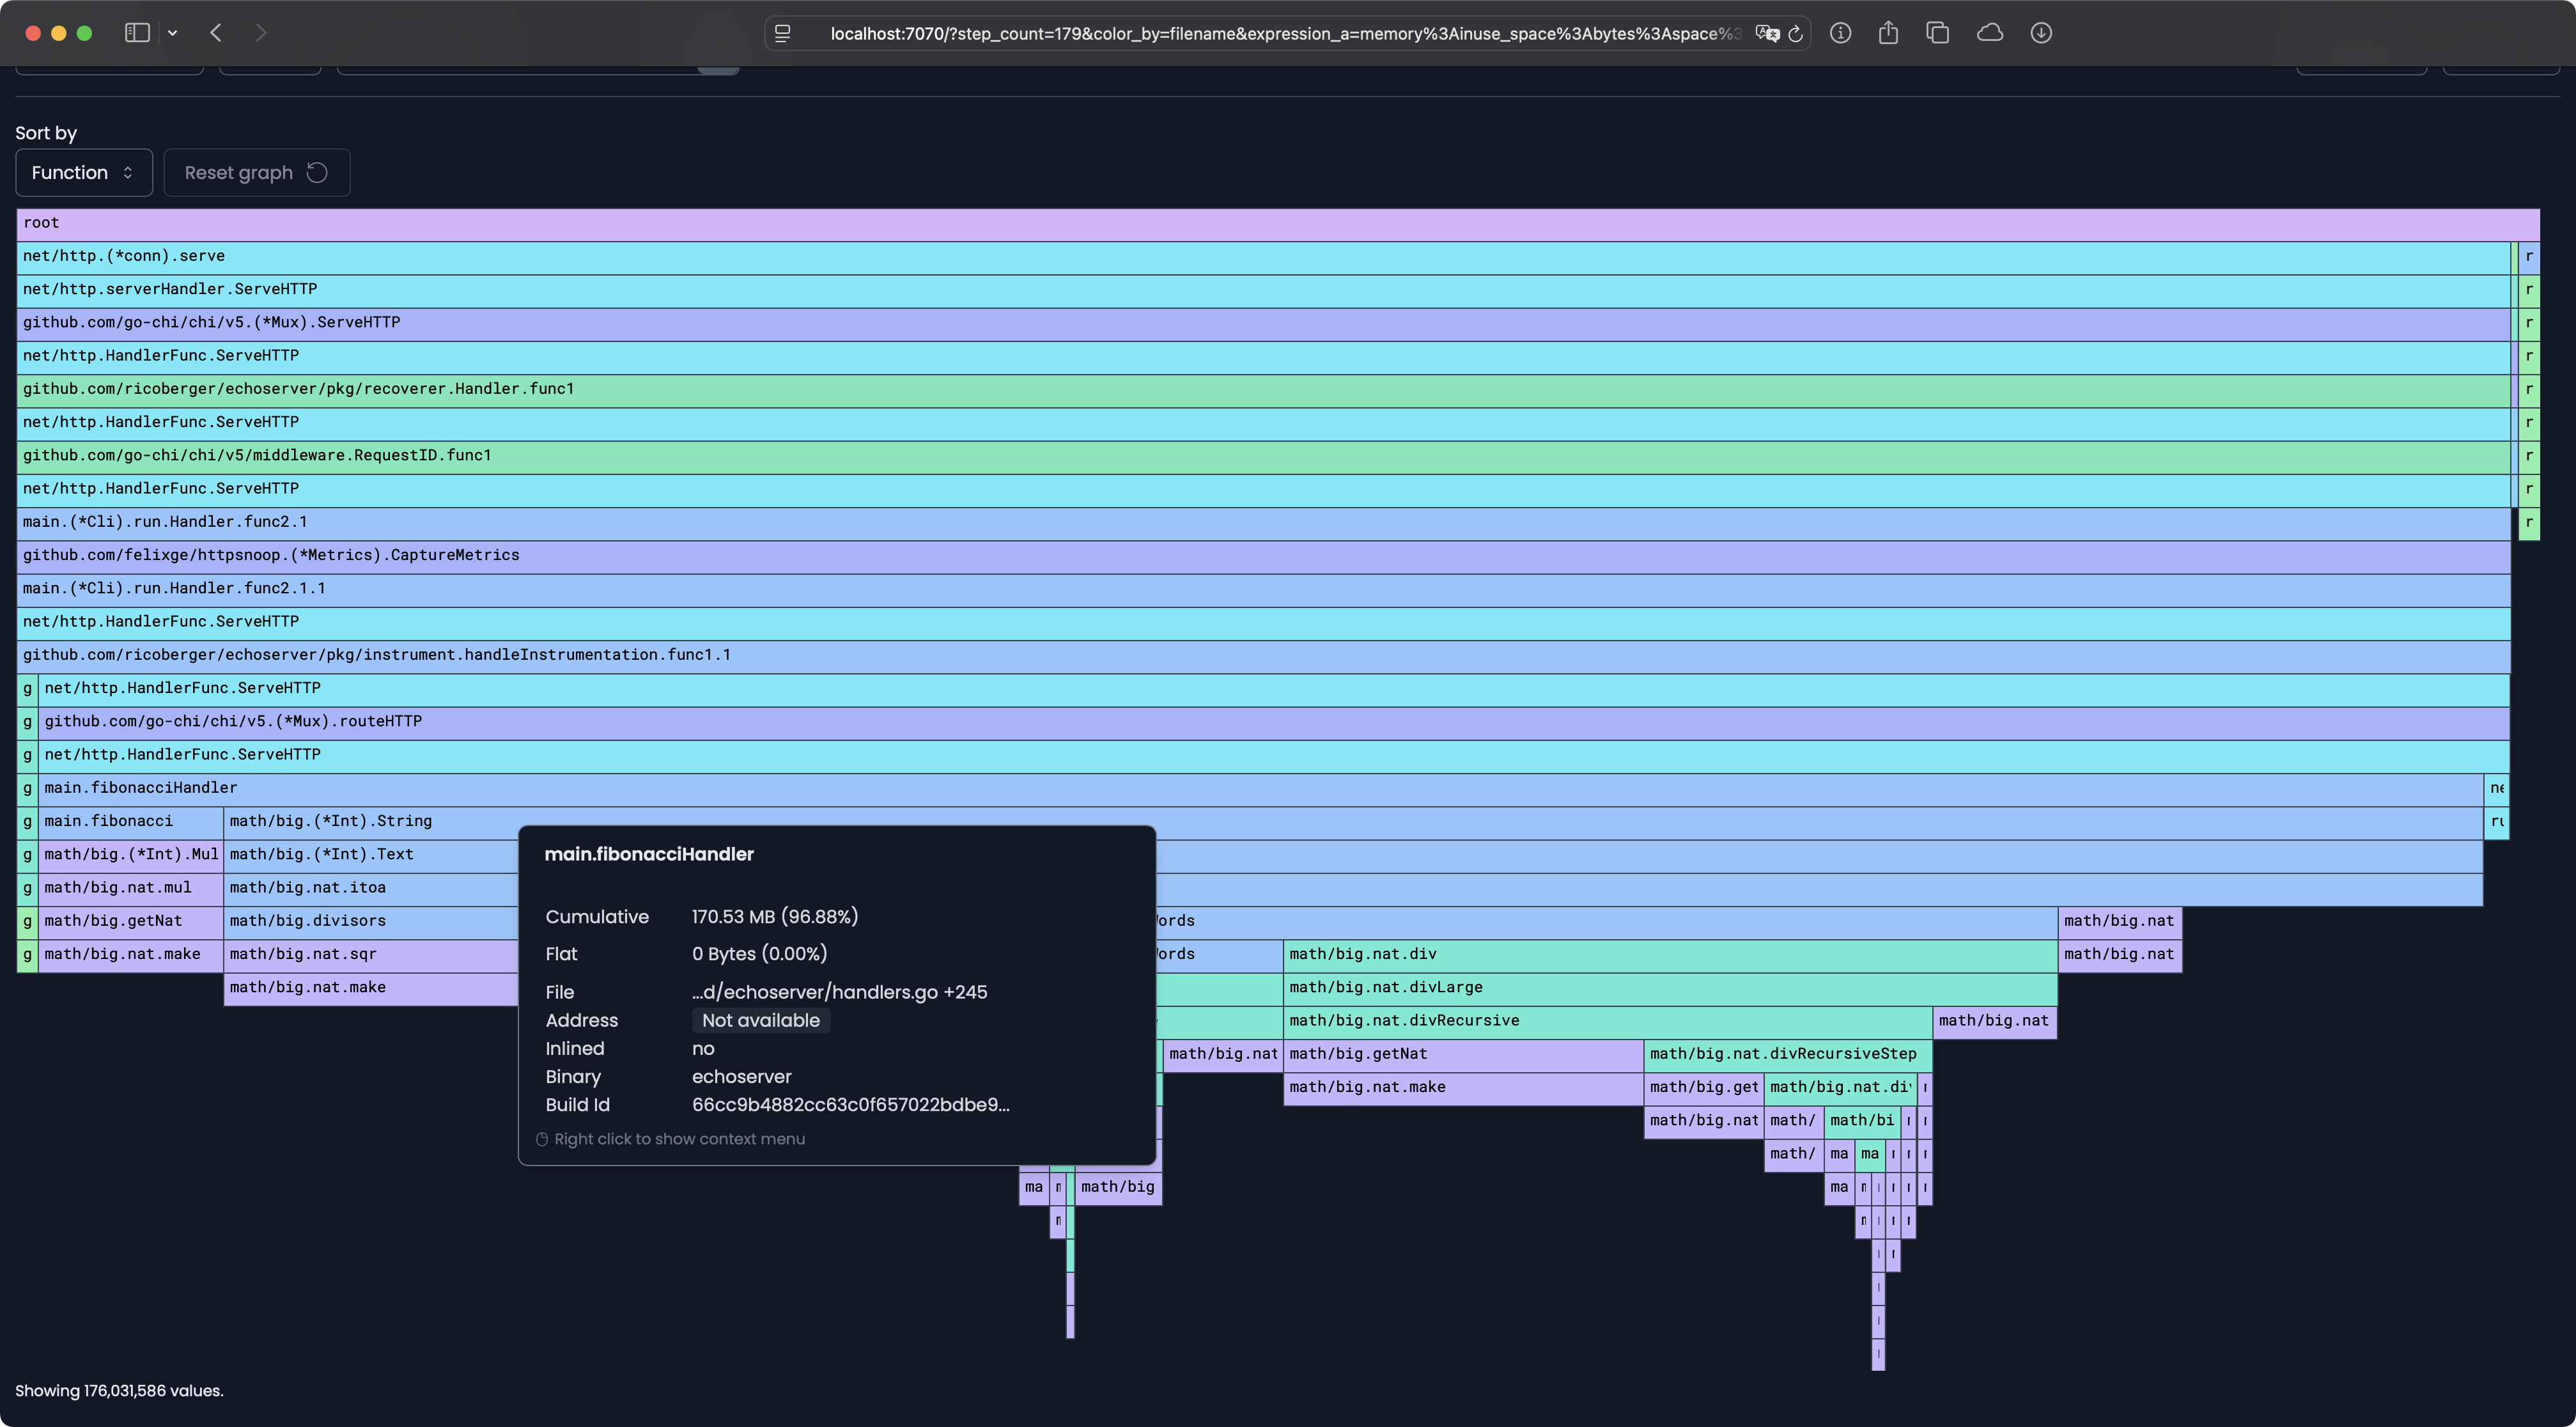 localhost:7070/?step_count=179&color_by=filename&expression_a=memory%3Ainuse_space%3Abytes%3Aspace%3
Sort by
Function
Reset graph
root
net/http.(*conn).serve
r
net/http.serverHandler.ServeHTTP
r
github.com/go-chi/chi/v5.(*Mux).ServeHTTP
r
net/http.HandlerFunc.ServeHTTP
r
github.com/ricoberger/echoserver/pkg/recoverer.Handler.func1
r
net/http.HandlerFunc.ServeHTTP
r
github.com/go-chi/chi/v5/middleware.RequestID.func1
r
net/http.HandlerFunc.ServeHTTP
r
main.(*Cli).run.Handler.func2.1
r
github.com/felixge/httpsnoop.(*Metrics).CaptureMetrics
main.(*Cli).run.Handler.func2.1.1
net/http.HandlerFunc.ServeHTTP
github.com/ricoberger/echoserver/pkg/instrument.handleInstrumentation.func1.1
g net/http.HandlerFunc.ServeHTTP
g github.com/go-chi/chi/v5.(*Mux).routeHTTP
g net/http.HandlerFunc.ServeHTTP
g main.fibonacciHandler ne
g main.fibonacci math/big.(*Int).String ru
g math/big.(*Int).Mul math/big.(*Int).Text
g math/big.nat.mul math/big.nat.itoa
g math/big.getNat math/big.divisors ords math/big.nat
g math/big.nat.make math/big.nat.sqr ords math/big.nat.div math/big.nat
math/big.nat.make math/big.nat.divLarge
math/big.nat.divRecursive math/big.nat
math/big.nat math/big.getNat math/big.nat.divRecursiveStep
math/big.nat.make math/big.get math/big.nat.di
math/big.nat math/ math/bi
math/ ma ma
ma math/big ma
main.fibonacciHandler
Cumulative 170.53 MB (96.88%)
Flat 0 Bytes (0.00%)
File ...d/echoserver/handlers.go +245
Address Not available
Inlined no
Binary echoserver
Build Id 66cc9b4882cc63c0f657022bdbe9...
Right click to show context menu
Showing 176,031,586 values.